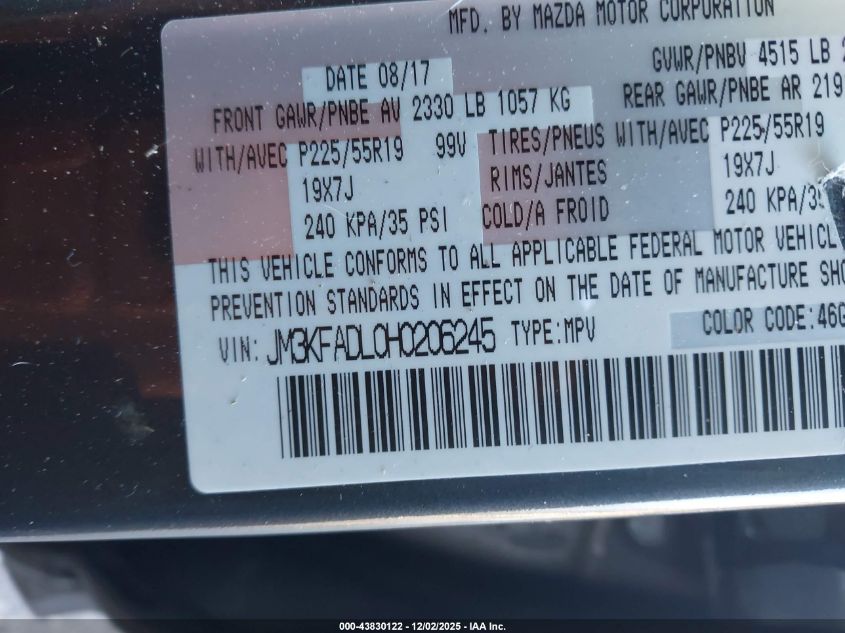 MFD. BY MAZDA MOTOR CORPORATION
DATE 08/17 GVWR/PNBV 4515 LB
FRONT GAWR/PNBE AV 2330 LB 1057 KG REAR GAWR/PNBE AR 219
WITH/AVEC P225/55R19 99V TIRES/PNEUS WITH/AVEC P225/55R19
19X7J RIMS/JANTES 19X7J
240 KPA/35 PSI COLD/A FROID 240 KPA/35
THIS VEHICLE CONFORMS TO ALL APPLICABLE FEDERAL MOTOR VEHICL
PREVENTION STANDARDS IN EFFECT ON THE DATE OF MANUFACTURE SHO
VIN: JM3KFADL0H0206245 TYPE:MPV COLOR CODE:46G
000-43830122 - 12/02/2025 - IAA Inc.